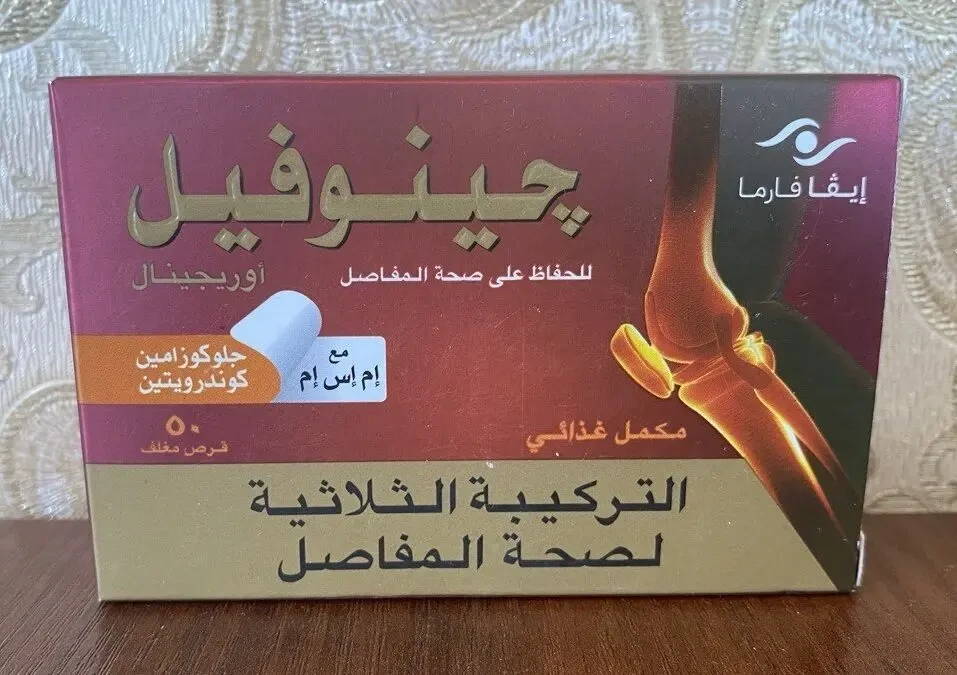 إيڤا فارما
چينوفيل
أوريچينال
للحفاظ على صحة المفاصل
مع
إم إس إم
جلوكوزامين
كوندرويتين
٥٠
قرص مغلف
مكمل غذائي
التركيبة الثلاثية
لصحة المفاصل